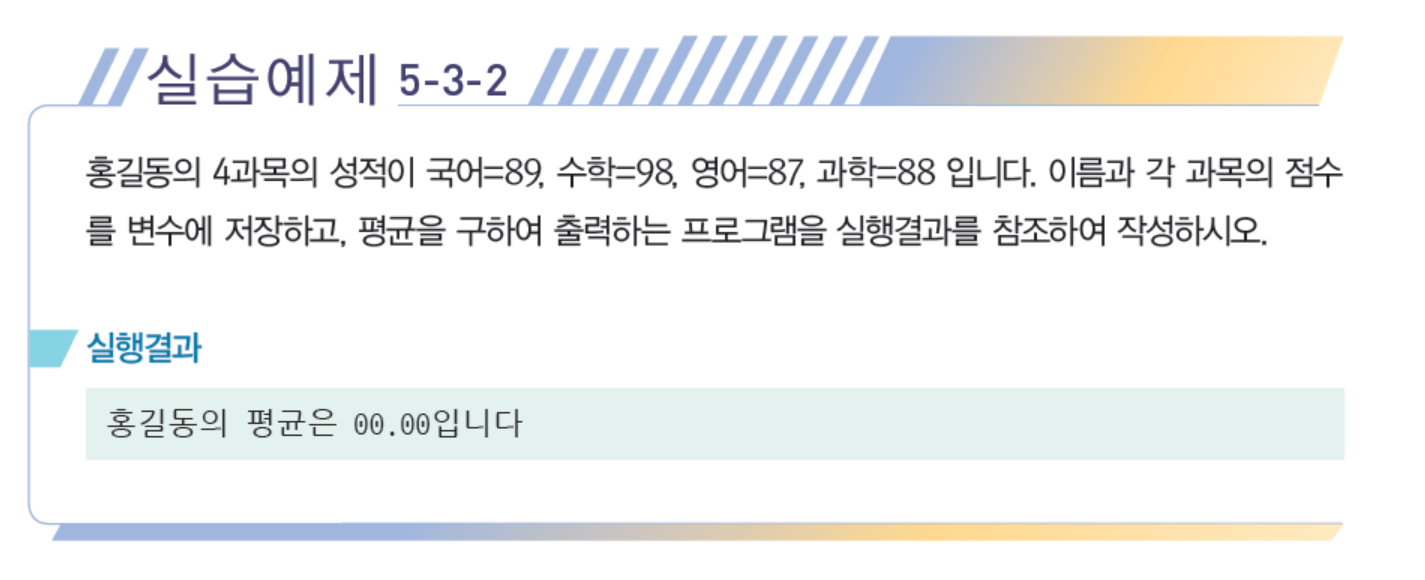 실습예제 5-3-2
홍길동의 4과목의 성적이 국어=89, 수학=98, 영어=87, 과학=88 입니다. 이름과 각 과목의 점수
를 변수에 저장하고, 평균을 구하여 출력하는 프로그램을 실행결과를 참조하여 작성하시오.
실행결과
홍길동의 평균은 00.00입니다